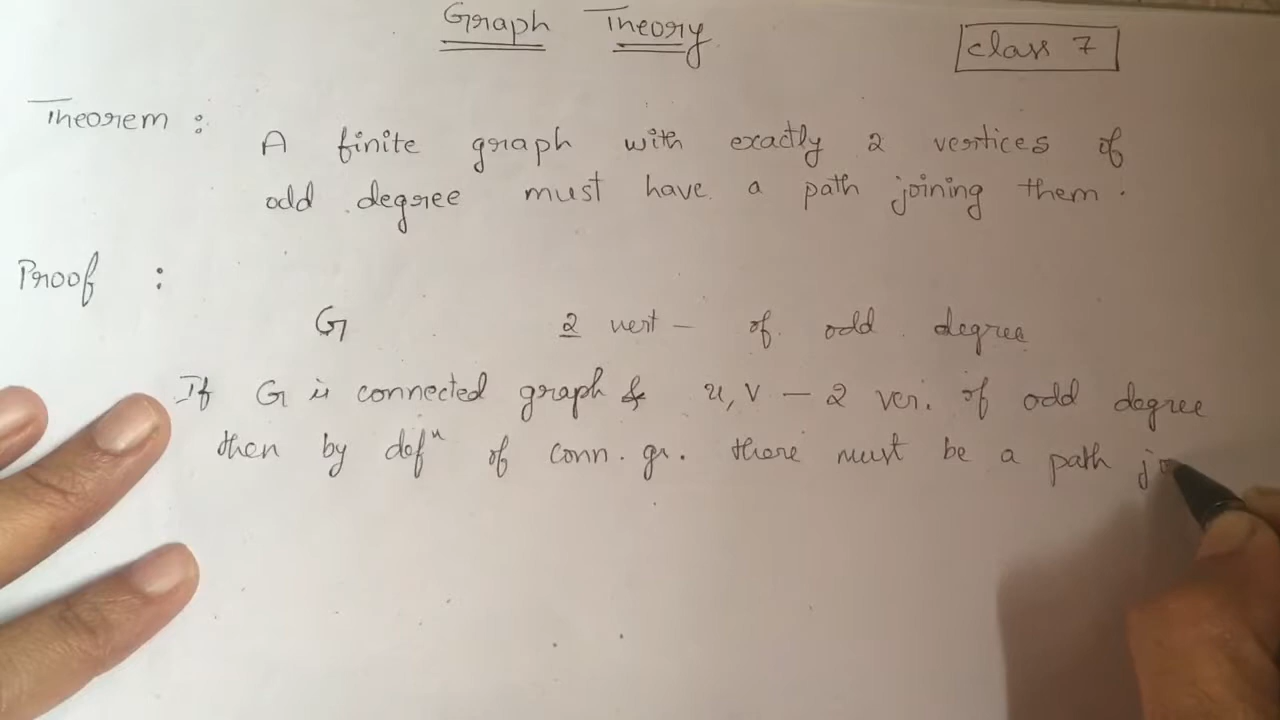 Graph Theory
class 7
Theorem :
A finite graph with exactly 2 vertices of
odd degree must have a path joining them.
Proof :
G 2 vert - of odd degree
If G is connected graph & u, v - 2 ver. of odd degree
then by defⁿ of conn. gr. there must be a path jo